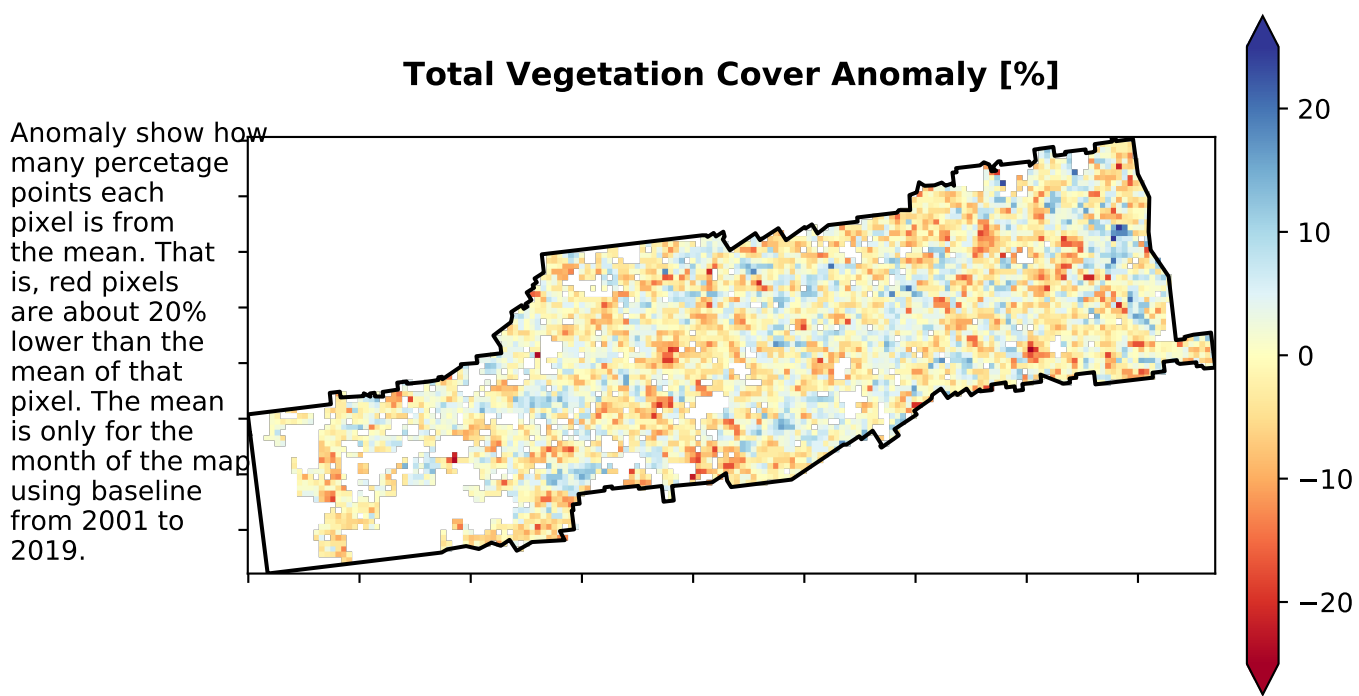 Total Vegetation Cover Anomaly [%]
Anomaly show how
many percetage
points each
pixel is from
the mean. That
is, red pixels
are about 20%
lower than the
mean of that
pixel. The mean
is only for the
month of the map
using baseline
from 2001 to
2019.
20
10
0
−10
−20